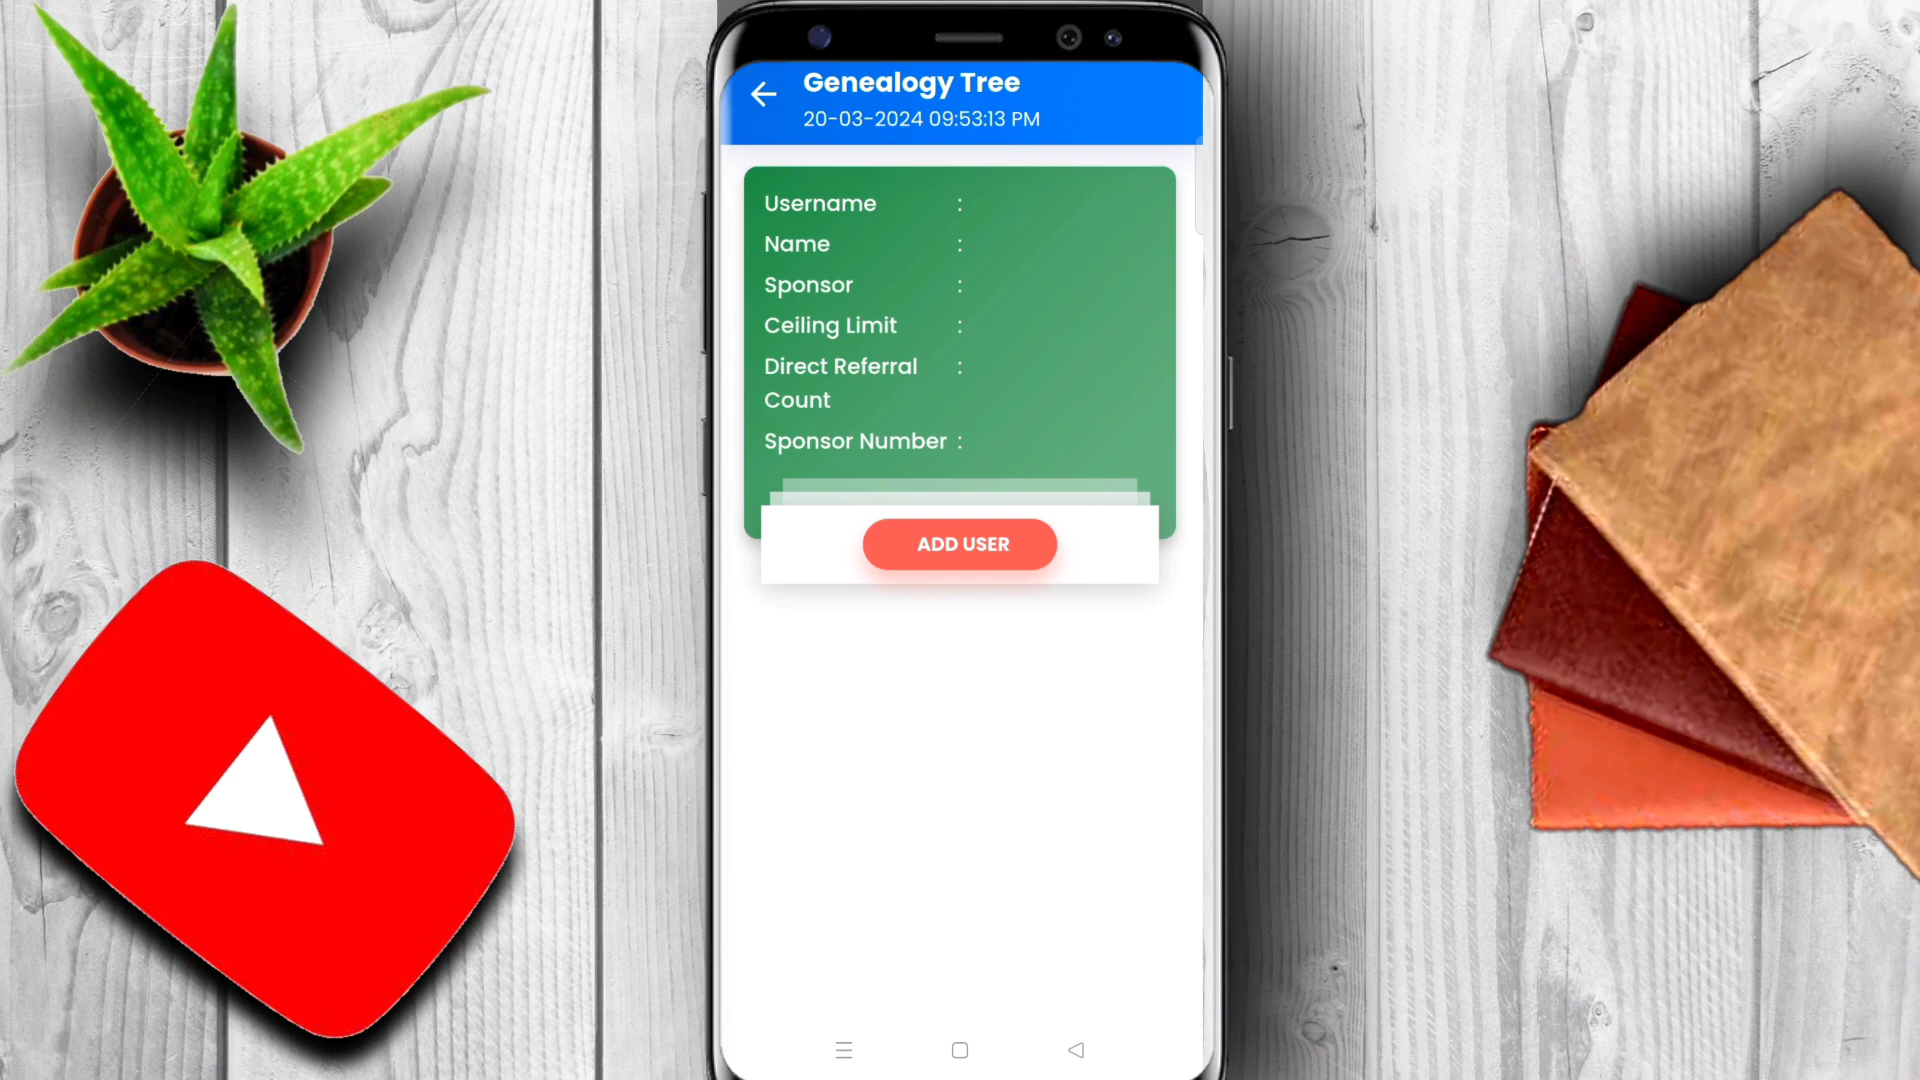 Genealogy Tree
20-03-2024 09:53:13 PM
Username :
Name :
Sponsor :
Ceiling Limit :
Direct Referral :
Count
Sponsor Number :
ADD USER